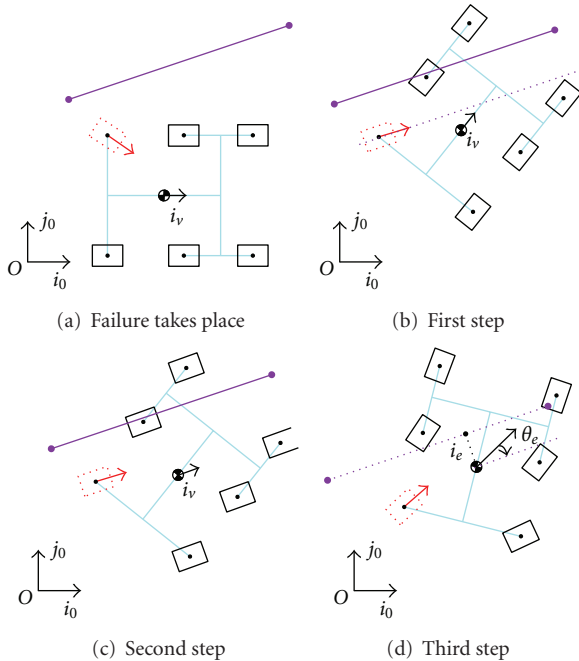 j0
iv
O
i0
(a) Failure takes place
iv
j0
O
i0
(b) First step
iv
j0
O
i0
(c) Second step
θe
ie
j0
O
i0
(d) Third step